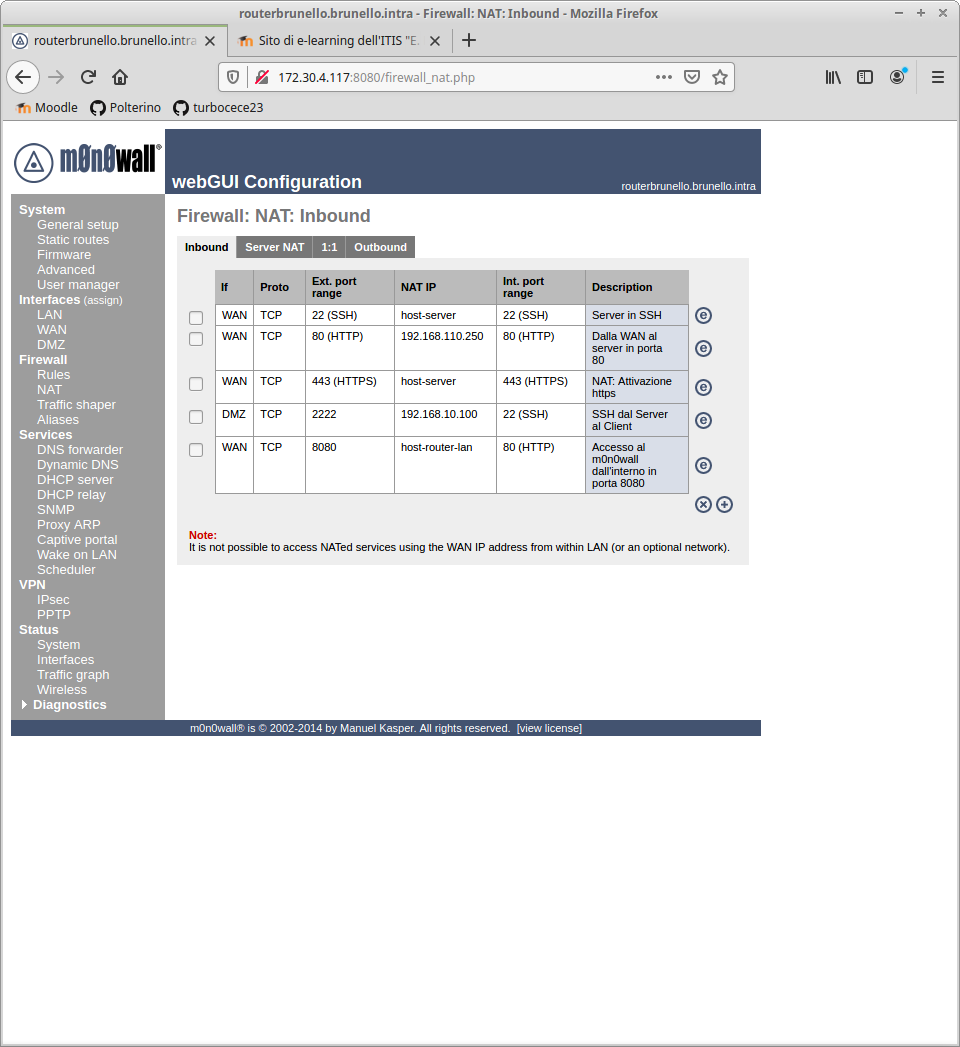 routerbrunello.brunello.intra - Firewall: NAT: Inbound - Mozilla Firefox
routerbrunello.brunello.intra
Sito di e-learning dell'ITIS "E.
172.30.4.117:8080/firewall_nat.php
Moodle
Polterino
turbocece23
m0n0wall®
webGUI Configuration
routerbrunello.brunello.intra
System
General setup
Static routes
Firmware
Advanced
User manager
Interfaces (assign)
LAN
WAN
DMZ
Firewall
Rules
NAT
Traffic shaper
Aliases
Services
DNS forwarder
Dynamic DNS
DHCP server
DHCP relay
SNMP
Proxy ARP
Captive portal
Wake on LAN
Scheduler
VPN
IPsec
PPTP
Status
System
Interfaces
Traffic graph
Wireless
Diagnostics
Firewall: NAT: Inbound
Inbound Server NAT 1:1 Outbound
If Proto Ext. port NAT IP Int. port Description
range range
WAN TCP 22 (SSH) host-server 22 (SSH) Server in SSH
WAN TCP 80 (HTTP) 192.168.110.250 80 (HTTP) Dalla WAN al
server in porta
80
WAN TCP 443 (HTTPS) host-server 443 (HTTPS) NAT: Attivazione
https
DMZ TCP 2222 192.168.10.100 22 (SSH) SSH dal Server
al Client
WAN TCP 8080 host-router-lan 80 (HTTP) Accesso al
m0n0wall
dall'interno in
porta 8080
Note:
It is not possible to access NATed services using the WAN IP address from within LAN (or an optional network).
m0n0wall® is © 2002-2014 by Manuel Kasper. All rights reserved. [view license]